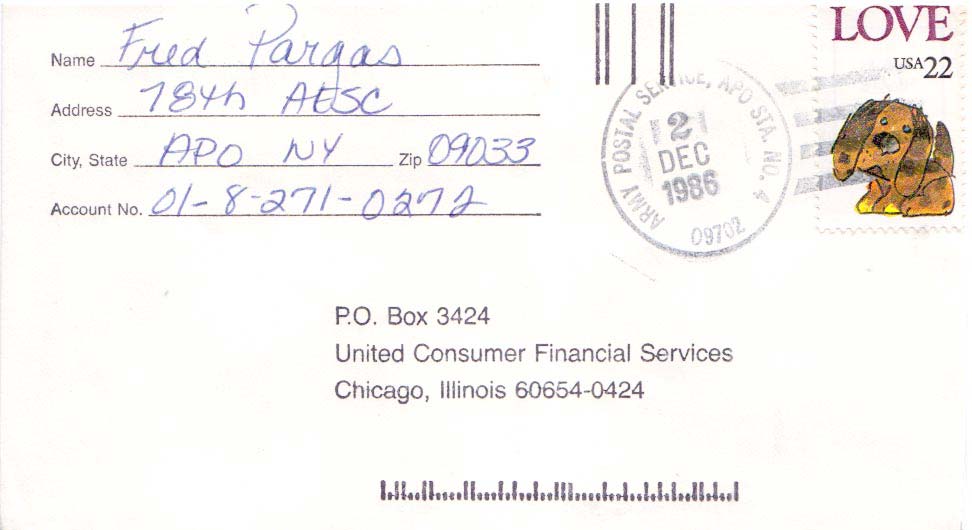 Name Fred Pargas
Address 784th AESC
City, State APO NY Zip 09033
Account No. 01-8-271-0272
LOVE
USA22
ARMY POSTAL SERVICE, APO STA. NO. 4
21
DEC
1986
09702
P.O. Box 3424
United Consumer Financial Services
Chicago, Illinois 60654-0424